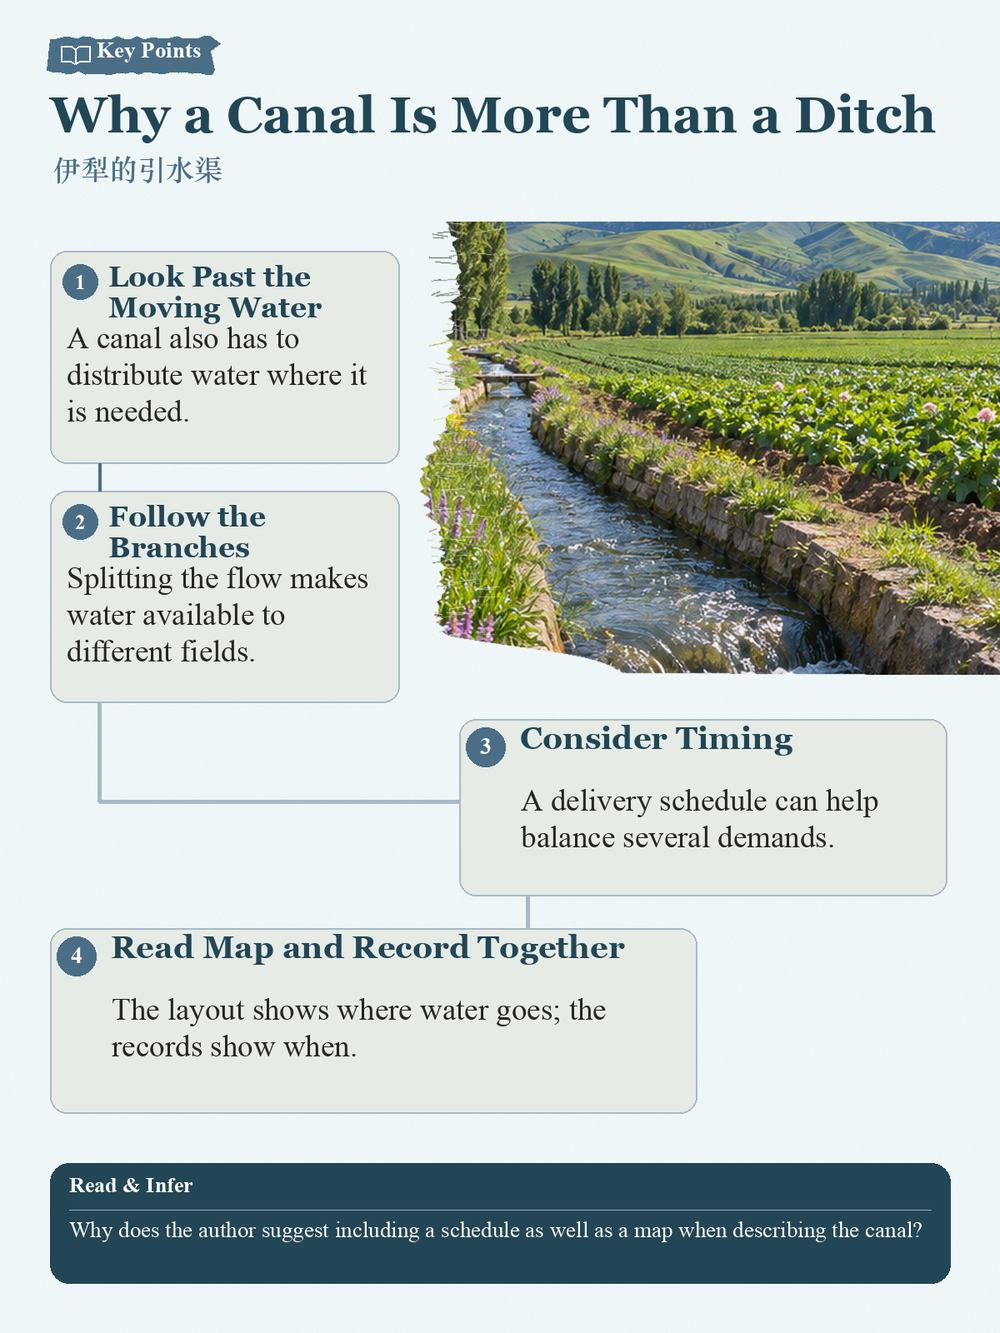 Key Points
Why a Canal Is More Than a Ditch
伊犁的引水渠
1
Look Past the
Moving Water
A canal also has to
distribute water where it
is needed.
2
Follow the
Branches
Splitting the flow makes
water available to
different fields.
3
Consider Timing
A delivery schedule can help
balance several demands.
4
Read Map and Record Together
The layout shows where water goes; the
records show when.
Read & Infer
Why does the author suggest including a schedule as well as a map when describing the canal?